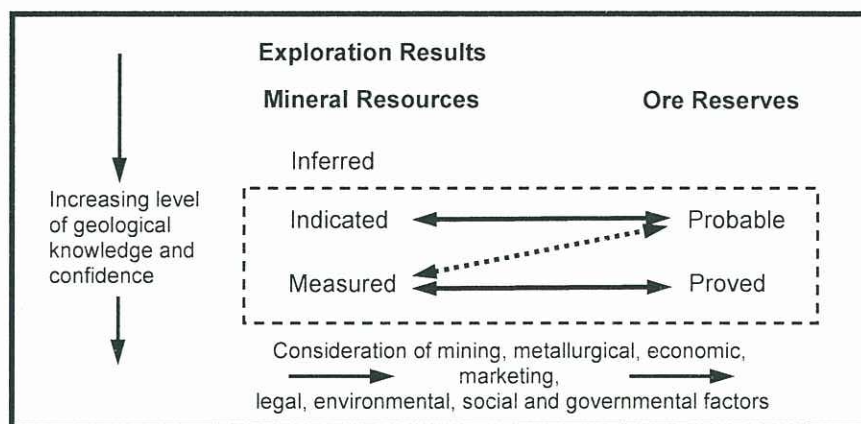 Exploration Results
Mineral Resources
Ore Reserves
Inferred
Increasing level
of geological
knowledge and
confidence
Indicated
Probable
Measured
Proved
Consideration of mining, metallurgical, economic,
marketing,
legal, environmental, social and governmental factors